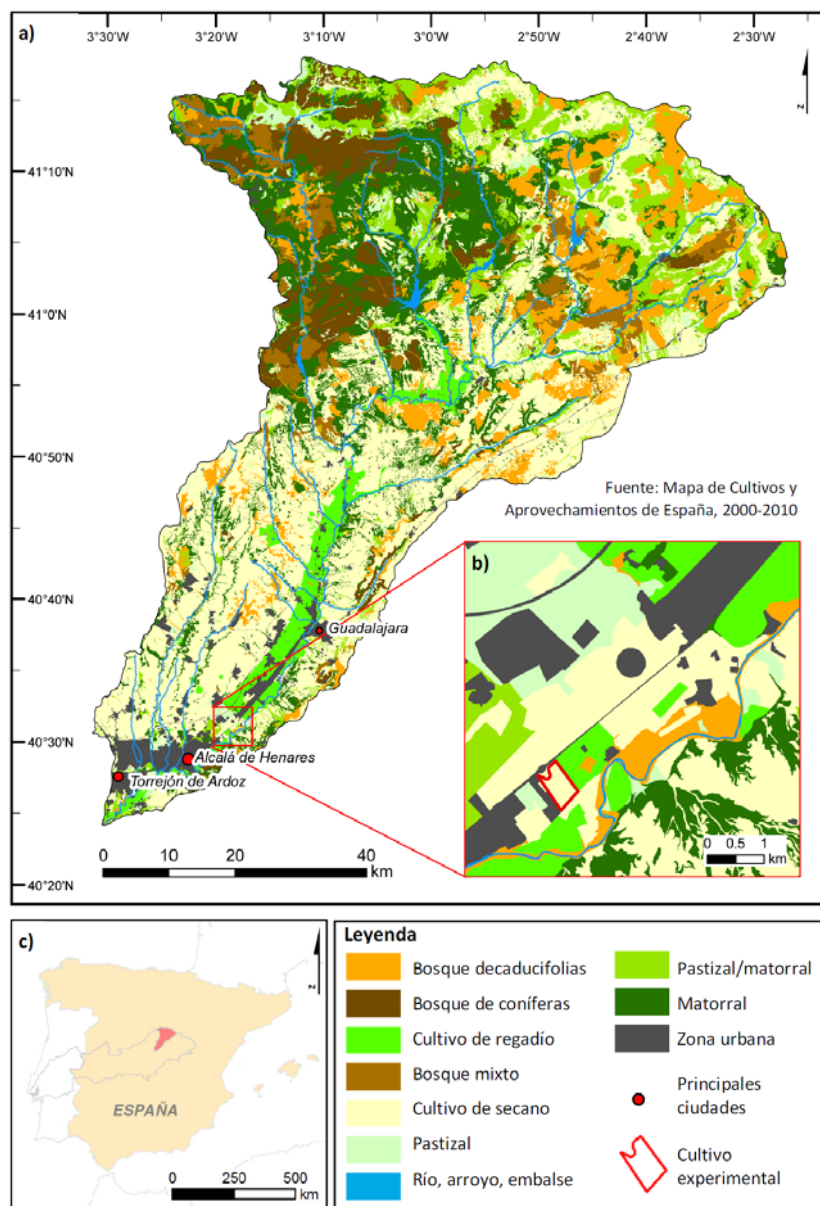 a)
3°30'W
3°20'W
3°10'W
3°0'W
2°50'W
2°40'W
2°30'W
z
41°10'N
41°0'N
40°50'N
40°40'N
40°30'N
40°20'N
Fuente: Mapa de Cultivos y
Aprovechamientos de España, 2000-2010
b)
Guadalajara
Alcalá de Henares
Torrejón de Ardoz
0 10 20 40
km
0 0.5 1
km
c)
z
ESPAÑA
0 250 500
km
Leyenda
Bosque decaducifolias
Bosque de coníferas
Cultivo de regadío
Bosque mixto
Cultivo de secano
Pastizal
Río, arroyo, embalse
Pastizal/matorral
Matorral
Zona urbana
Principales
ciudades
Cultivo
experimental